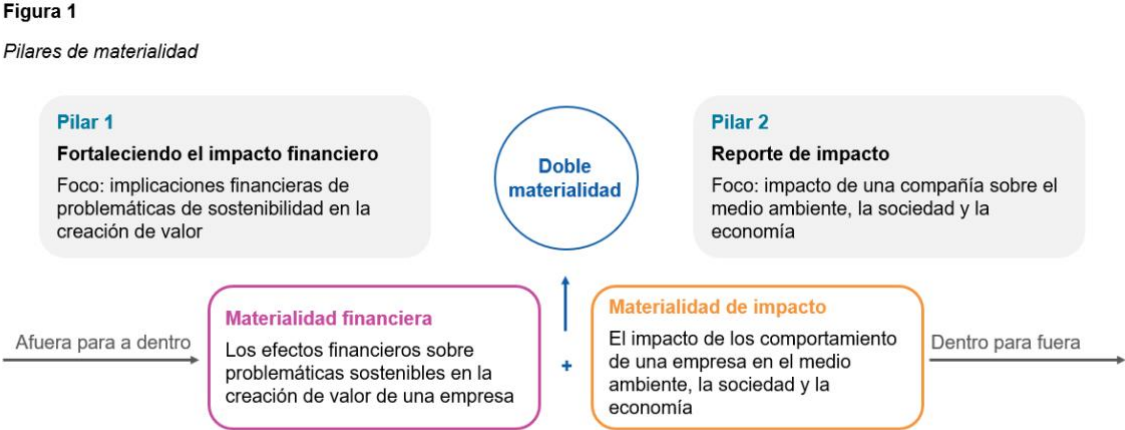 Figura 1
Pilares de materialidad
Pilar 1
Fortaleciendo el impacto financiero
Foco: implicaciones financieras de
problemáticas de sostenibilidad en la
creación de valor
Doble
materialidad
Pilar 2
Reporte de impacto
Foco: impacto de una compañía sobre el
medio ambiente, la sociedad y la
economía
Afuera para a dentro
Materialidad financiera
Los efectos financieros sobre
problemáticas sostenibles en la
creación de valor de una empresa
+
Materialidad de impacto
El impacto de los comportamiento
de una empresa en el medio
ambiente, la sociedad y la
economía
Dentro para fuera